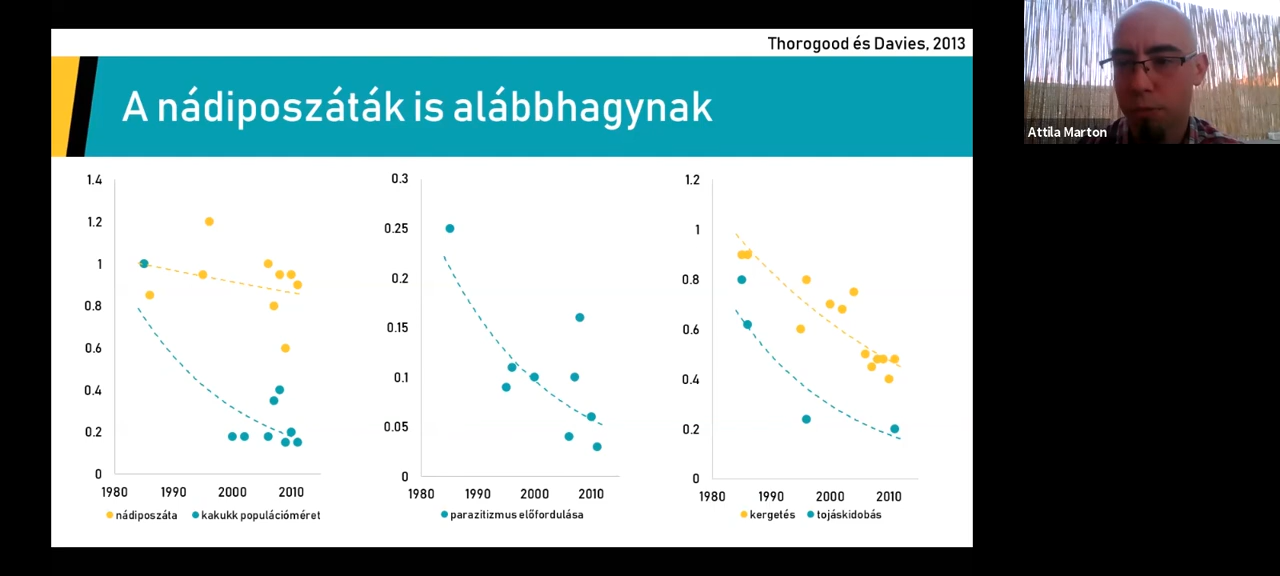 Thorogood és Davies, 2013
A nádiposzáták is alábbhagynak
1.4
1.2
1
0.8
0.6
0.4
0.2
0
1980 1990 2000 2010
nádiposzáta kakukk populációméret
0.3
0.25
0.2
0.15
0.1
0.05
0
1980 1990 2000 2010
parazitizmus előfordulása
1.2
1
0.8
0.6
0.4
0.2
0
1980 1990 2000 2010
kergetés tojáskidobás
Attila Marton